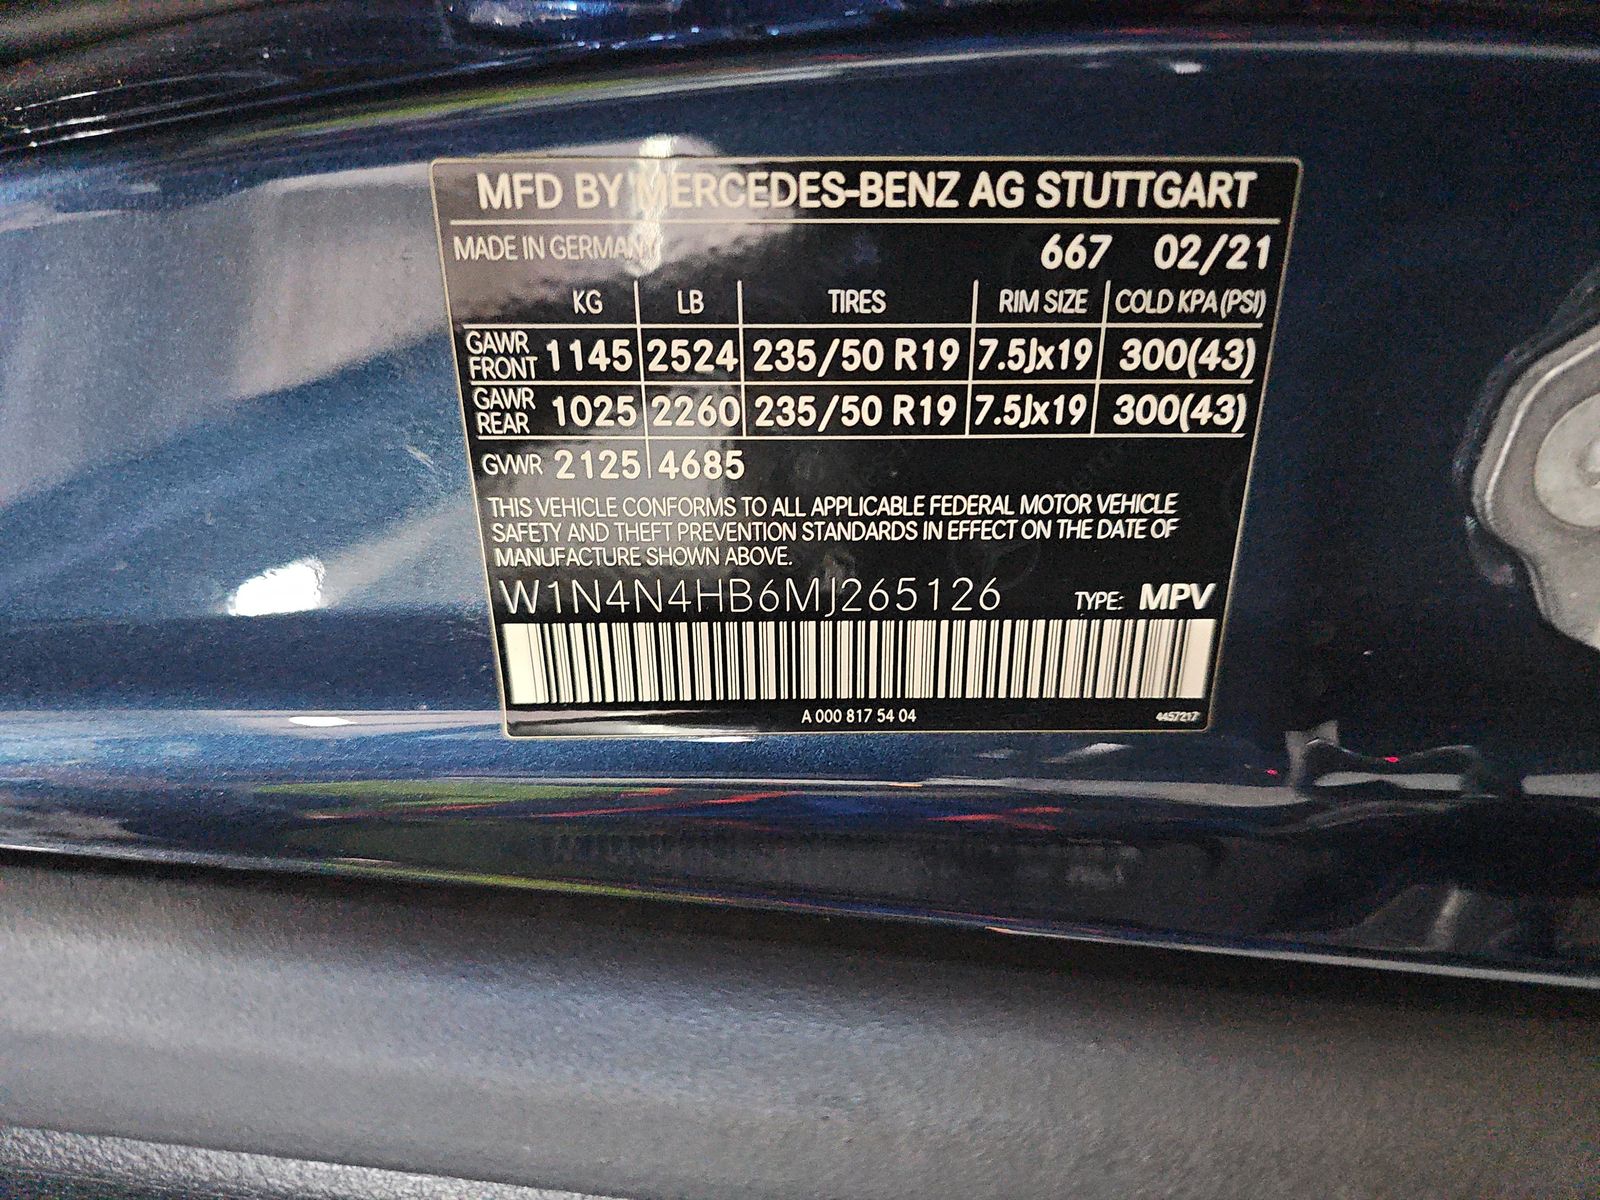 MFD BY MERCEDES-BENZ AG STUTTGART
MADE IN GERMANY 667 02/21
KG LB TIRES RIM SIZE COLD KPA (PSI)
GAWR FRONT 1145 2524 235/50 R19 7.5Jx19 300(43)
GAWR REAR 1025 2260 235/50 R19 7.5Jx19 300(43)
GVWR 2125 4685
THIS VEHICLE CONFORMS TO ALL APPLICABLE FEDERAL MOTOR VEHICLE
SAFETY AND THEFT PREVENTION STANDARDS IN EFFECT ON THE DATE OF
MANUFACTURE SHOWN ABOVE.
W1N4N4HB6MJ265126 TYPE: MPV
A 000 817 54 04 4457217